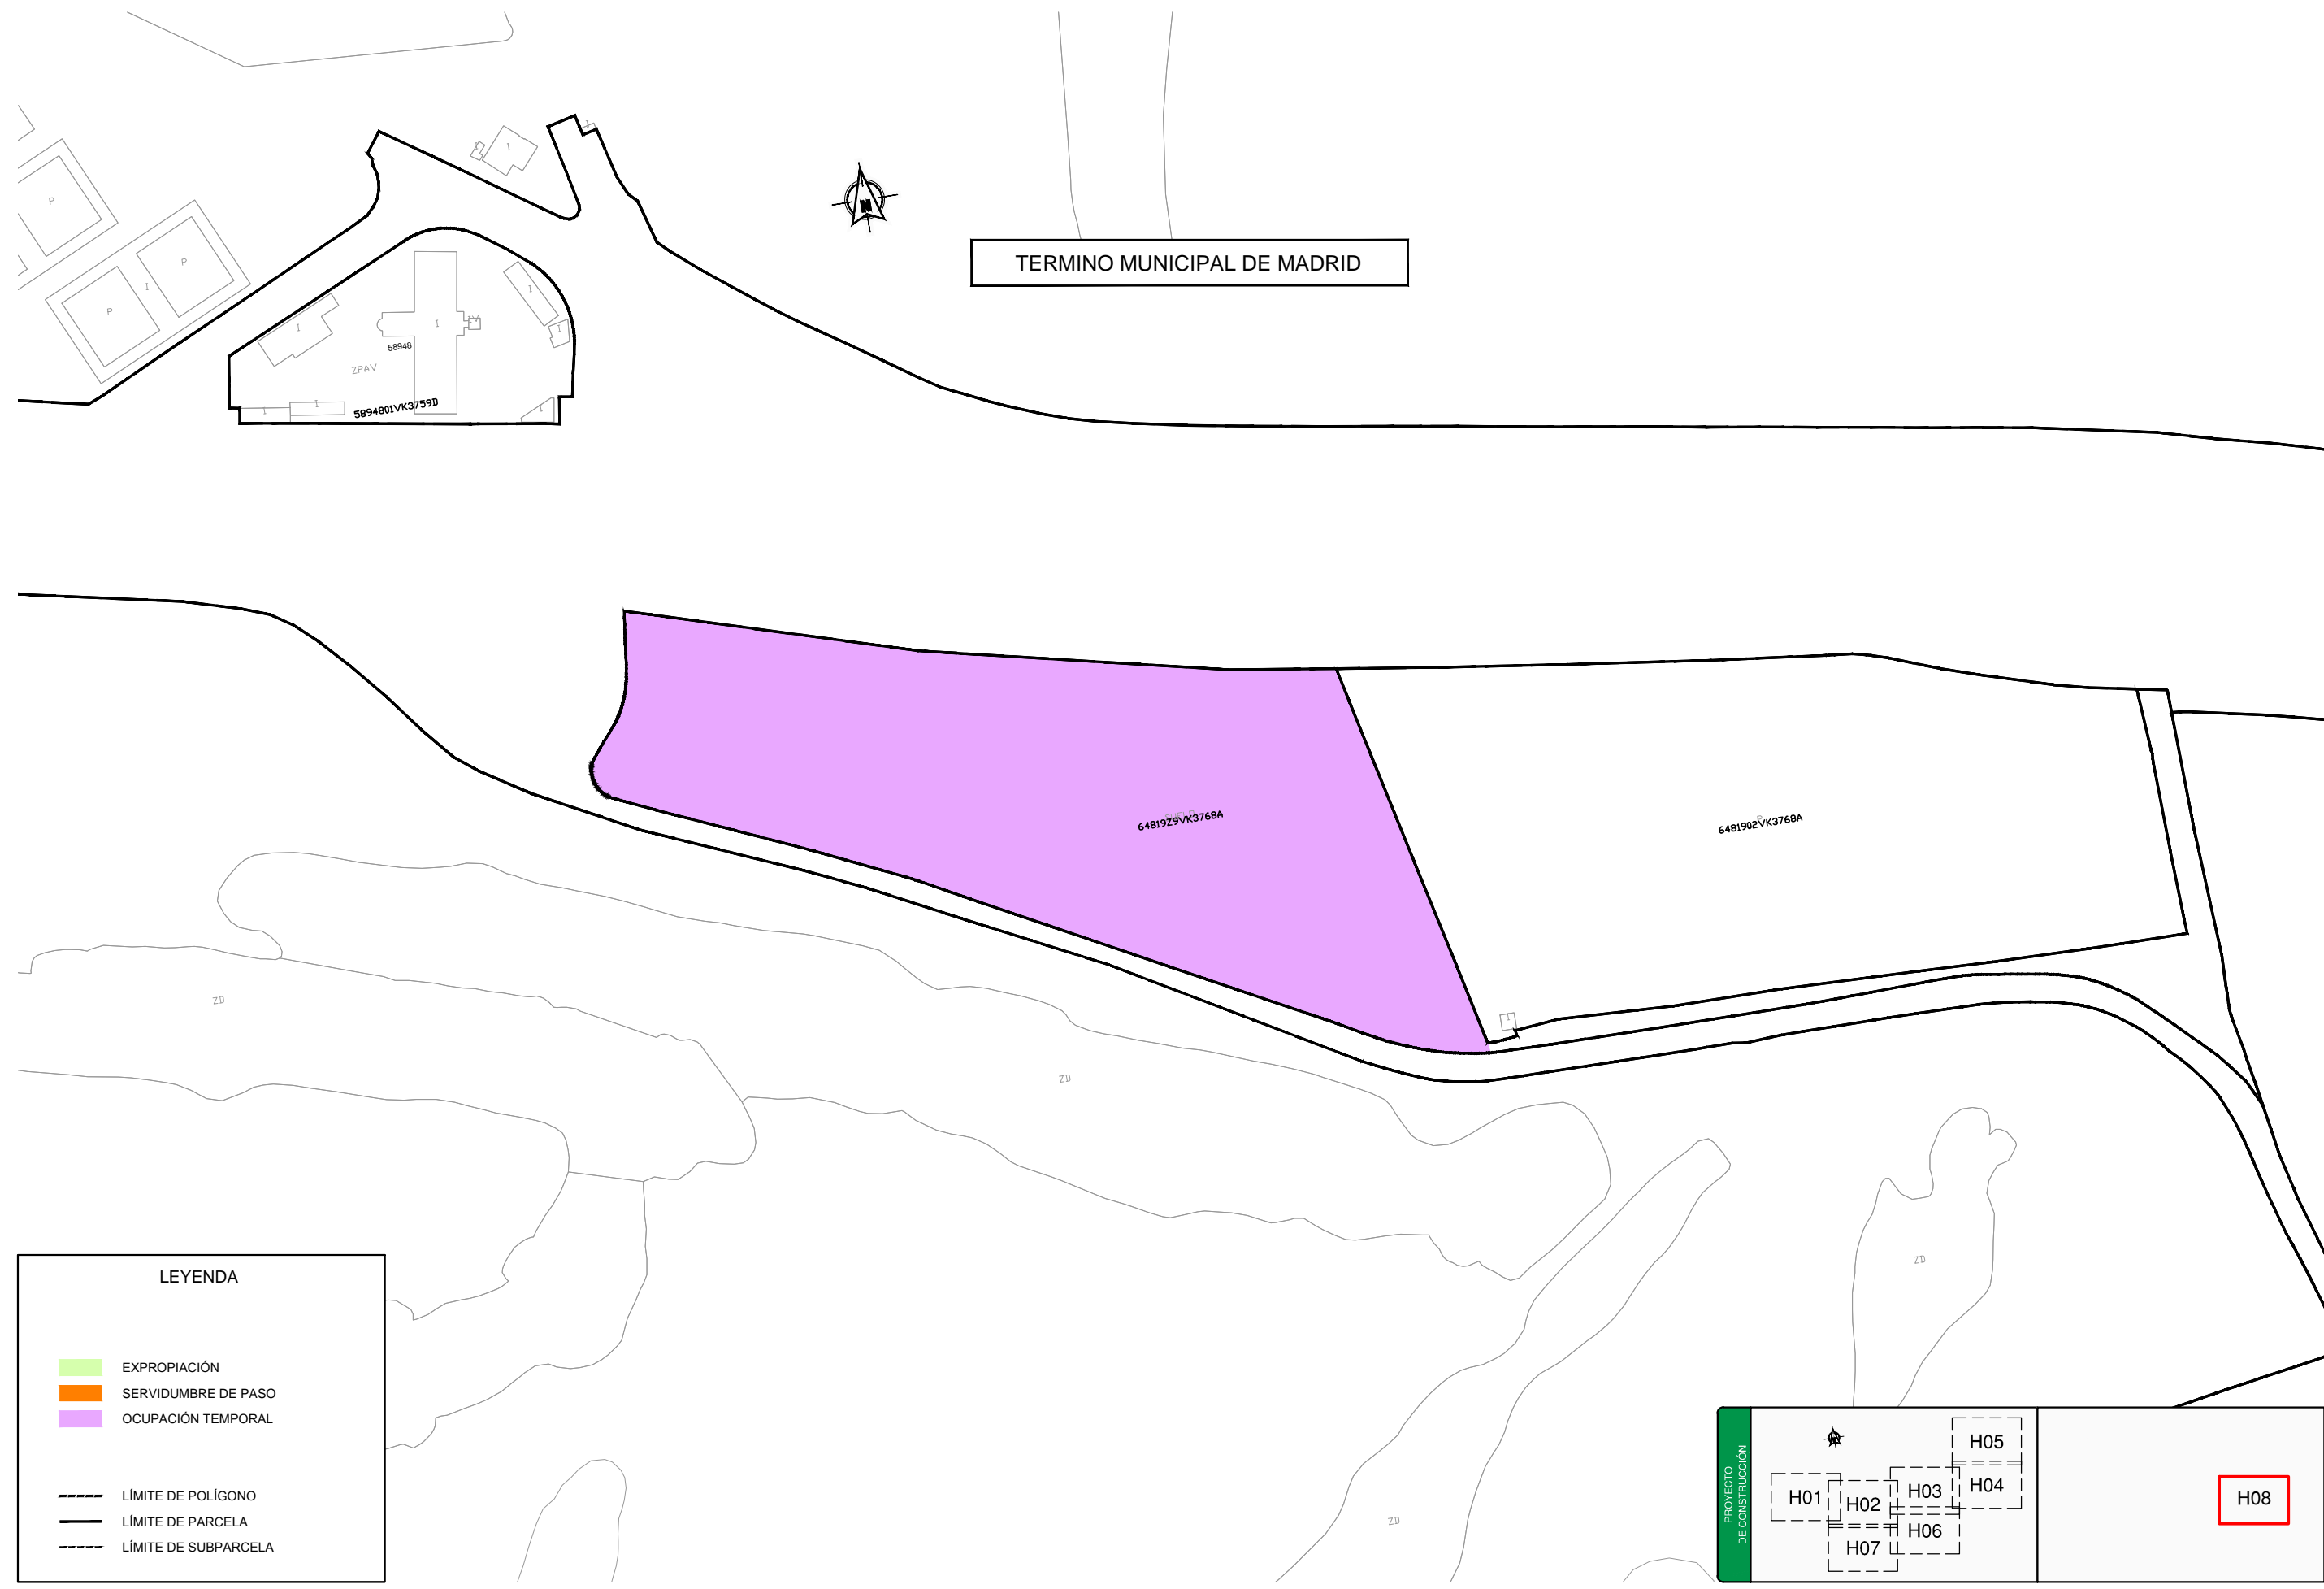 I
I
I
P
N
TERMINO MUNICIPAL DE MADRID
P
I
P
I
I
I
IV
I
58948
ZPAV
I
I
I
5894801VK3759D
64819Z9VK3768A
P
6481902VK3768A
I
ZD
ZD
ZD
ZD
LEYENDA
EXPROPIACIÓN
SERVIDUMBRE DE PASO
OCUPACIÓN TEMPORAL
LÍMITE DE POLÍGONO
LÍMITE DE PARCELA
LÍMITE DE SUBPARCELA
PROYECTO
DE CONSTRUCCIÓN
N
H05
H04
H03
H01
H02
H06
H07
H08